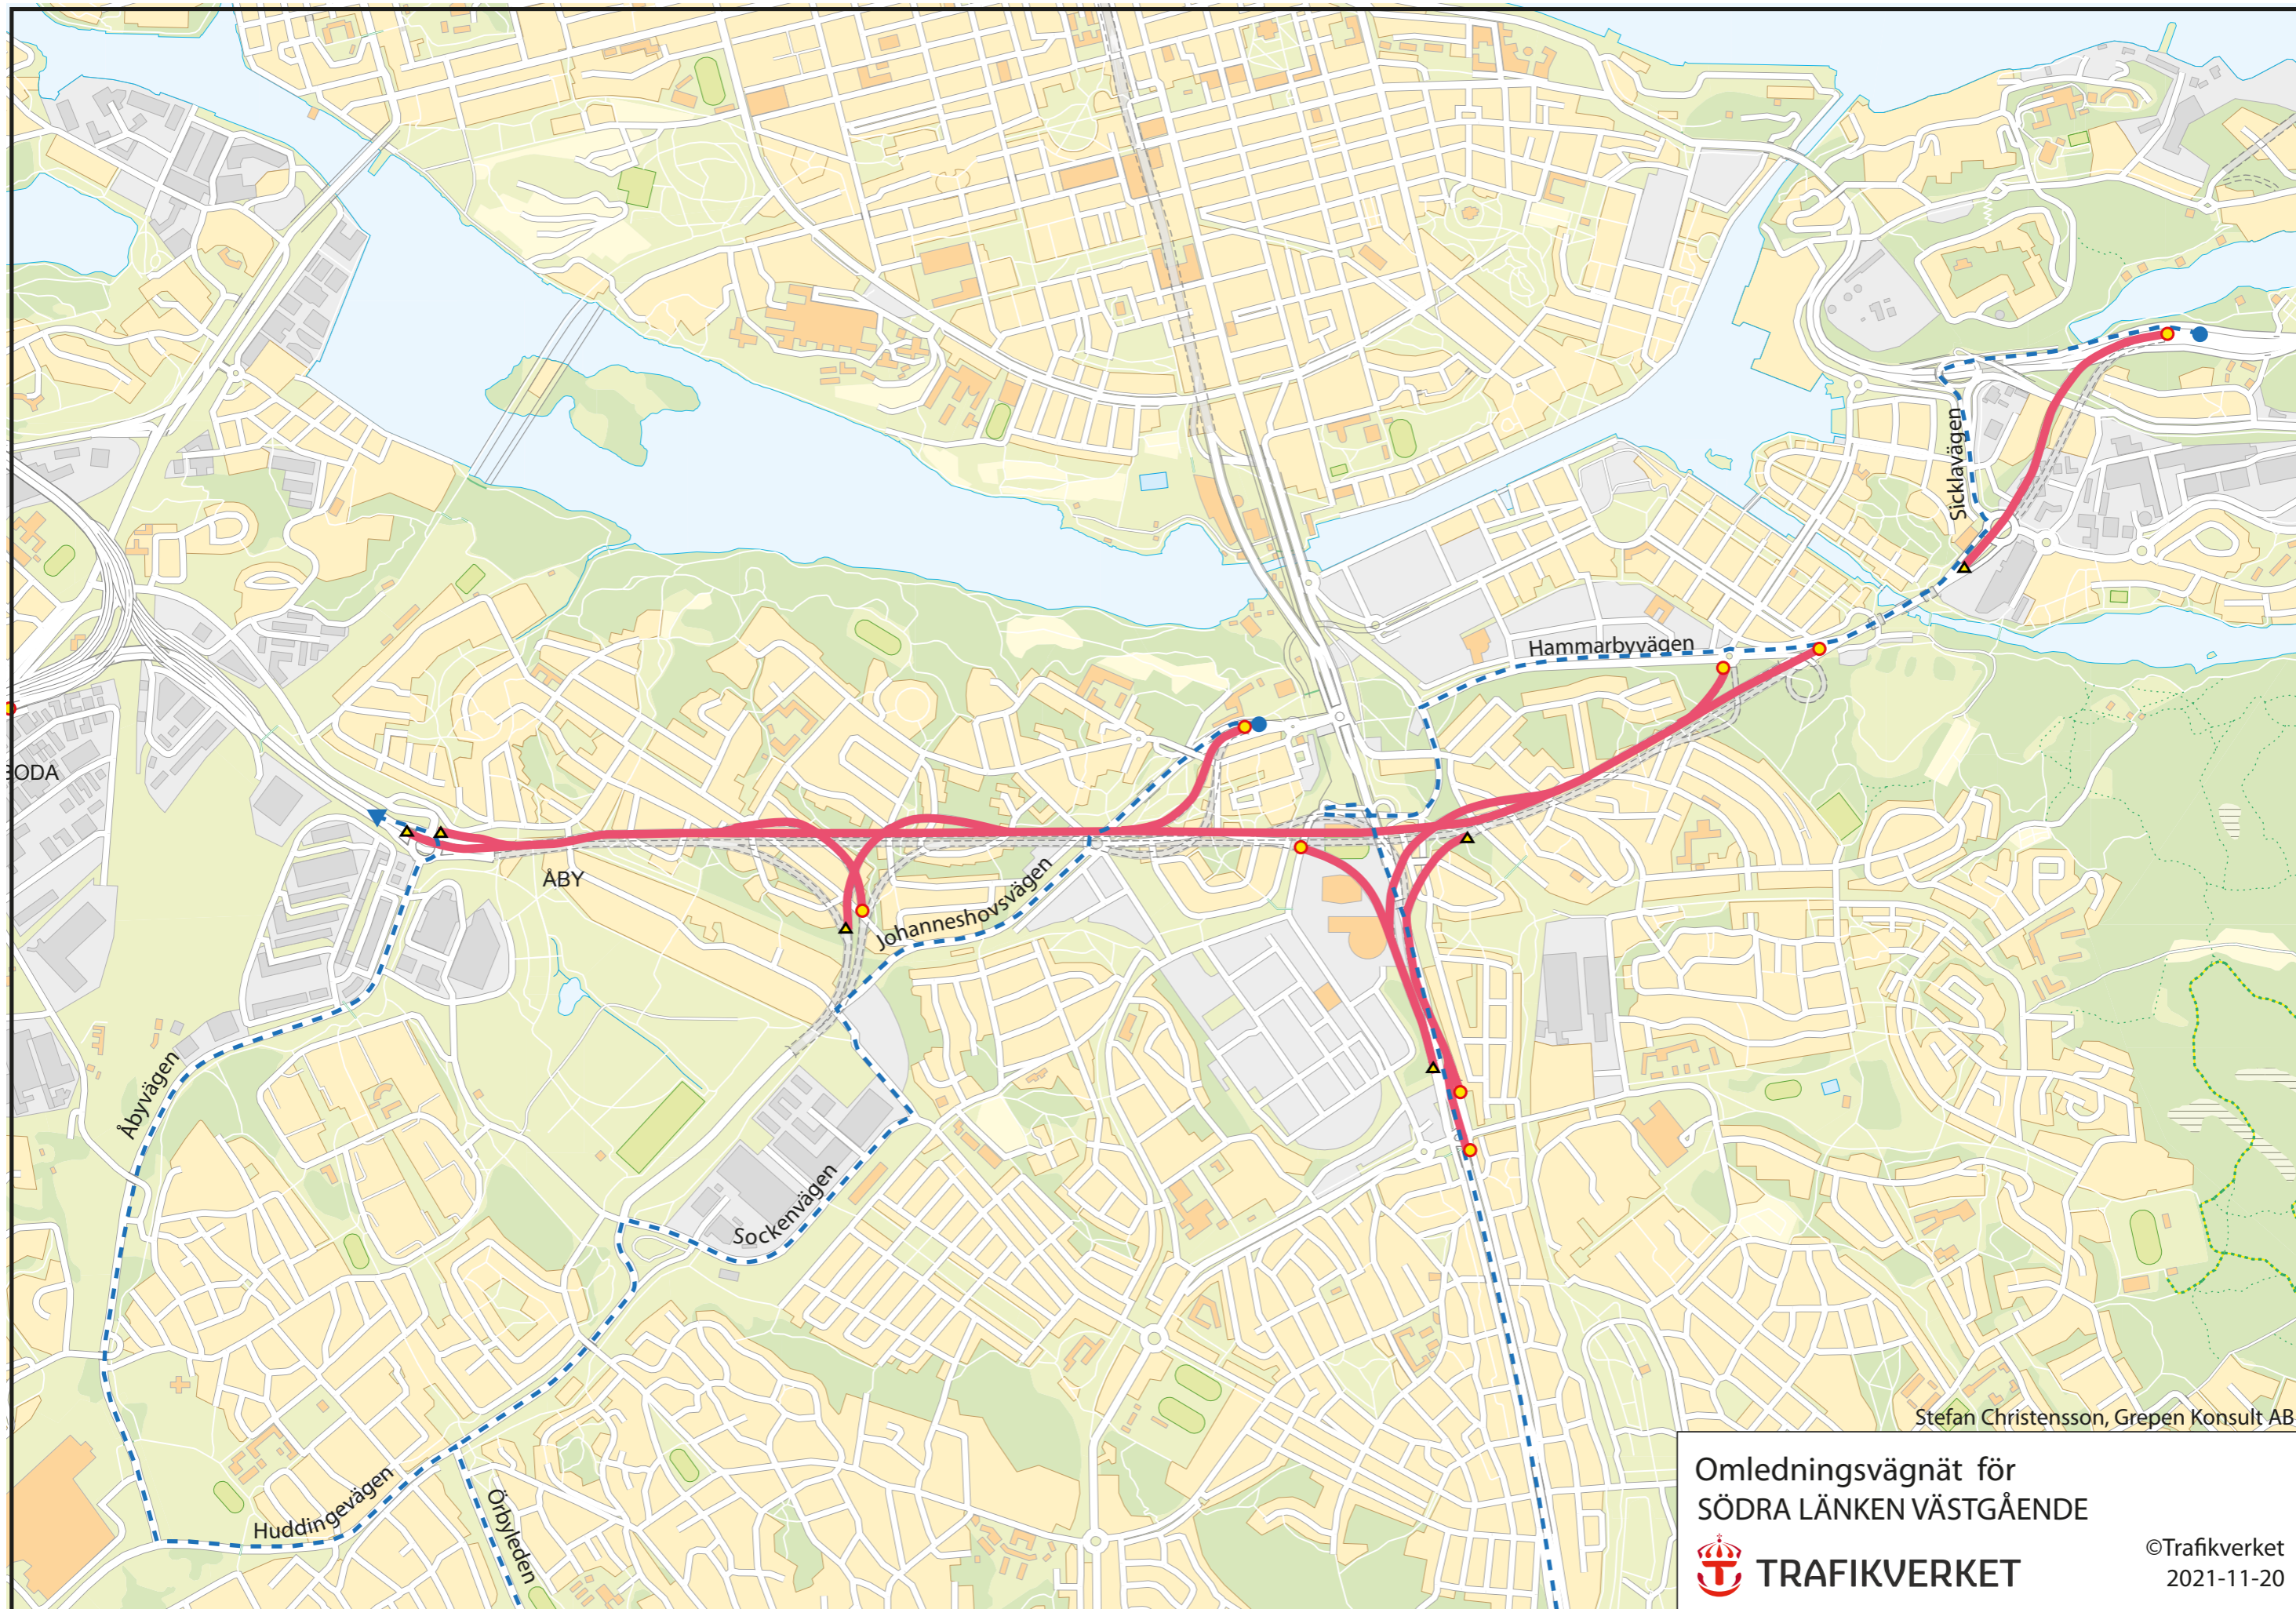 Sicklavägen
Hammarbyvägen
BODA
ÅBY
Johanneshovsvägen
Åbyvägen
Sockenvägen
Huddingevägen
Örbyleden
Stefan Christensson, Grepen Konsult AB
Omledningsvägnät för
SÖDRA LÄNKEN VÄSTGÅENDE
TRAFIKVERKET
©Trafikverket
2021-11-20